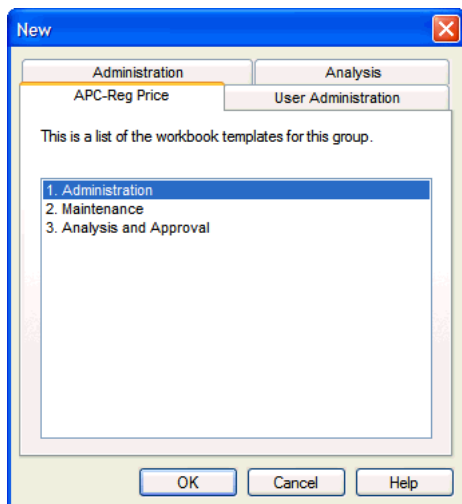 New
Administration
Analysis
APC-Reg Price
User Administration
This is a list of the workbook templates for this group.
1. Administration
2. Maintenance
3. Analysis and Approval
OK
Cancel
Help